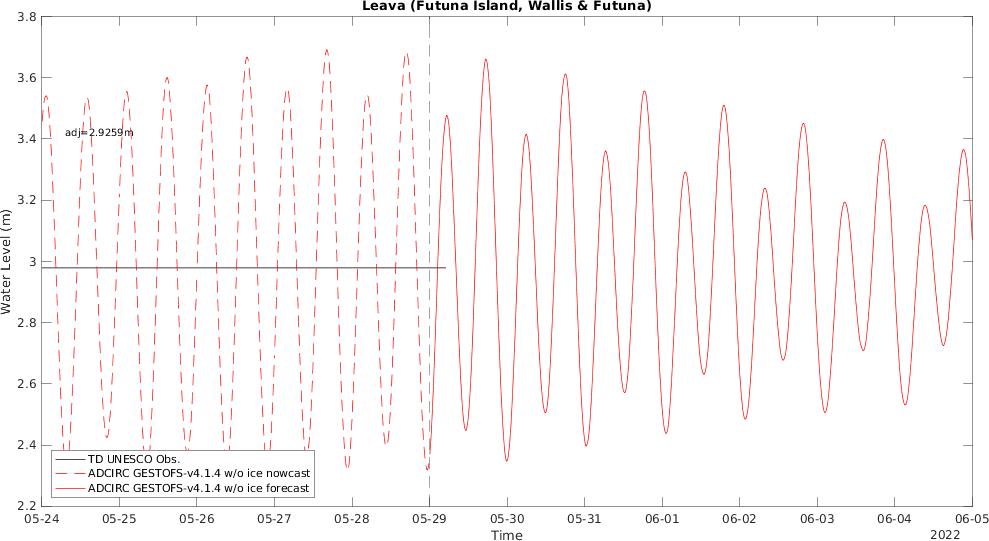 Leava (Futuna Island, Wallis & Futuna)
3.8
3.6
3.4
3.2
3
2.8
2.6
2.4
2.2
Water Level (m)
adj=2.9259m
TD UNESCO Obs.
ADCIRC GESTOFS-v4.1.4 w/o ice nowcast
ADCIRC GESTOFS-v4.1.4 w/o ice forecast
05-24 05-25 05-26 05-27 05-28 05-29 05-30 05-31 06-01 06-02 06-03 06-04 06-05
Time
2022